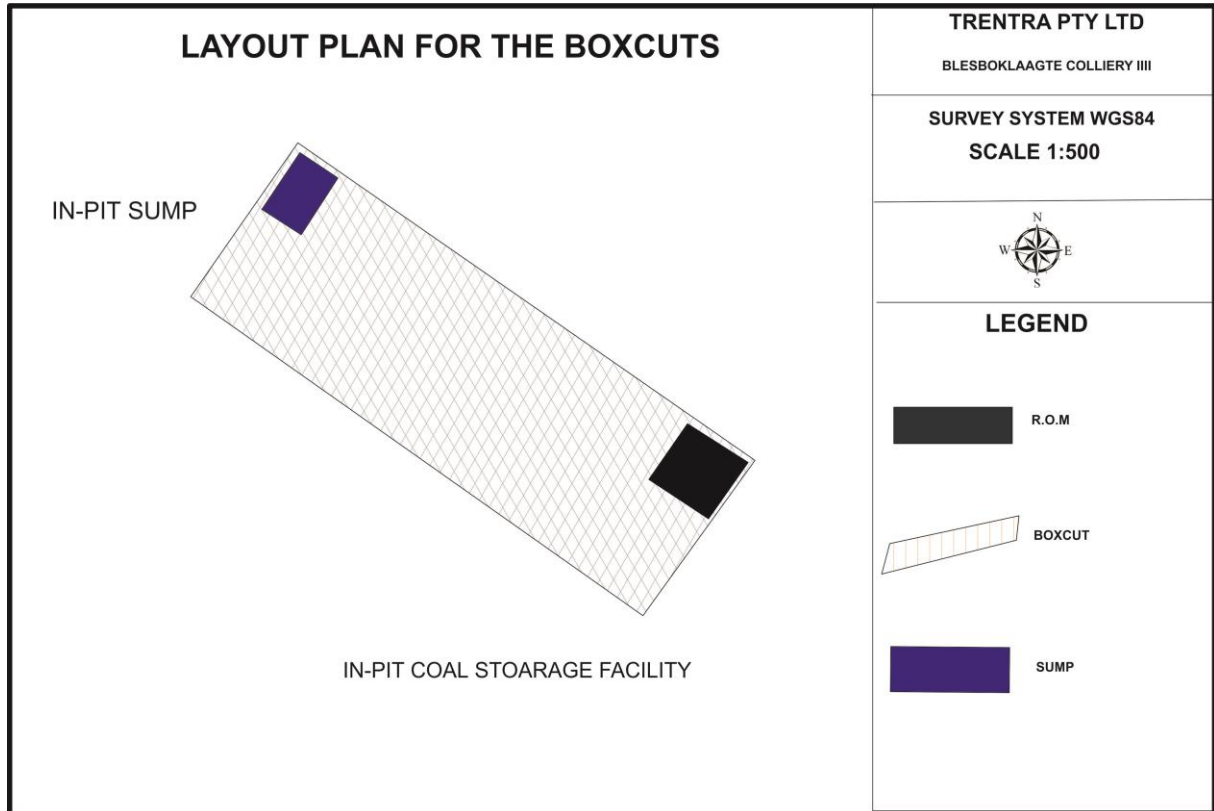 LAYOUT PLAN FOR THE BOXCUTS
IN-PIT SUMP
IN-PIT COAL STOARAGE FACILITY
TRENTRA PTY LTD
BLESBOKLAAGTE COLLIERY IIII
SURVEY SYSTEM WGS84
SCALE 1:500
N
W E
S
LEGEND
R.O.M
BOXCUT
SUMP